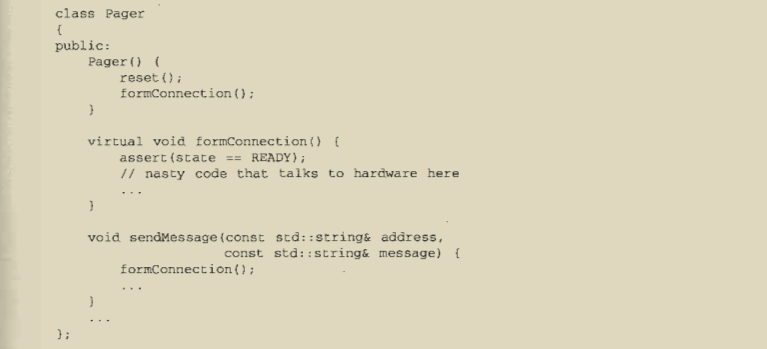 class Pager
{
public:
    Pager() {
        reset();
        formConnection();
    }
    virtual void formConnection() {
        assert(state == READY);
        // nasty code that talks to hardware here
        ...
    }
    void sendMessage(const std::string& address,
                     const std::string& message) {
        formConnection();
        ...
    }
    ...
};